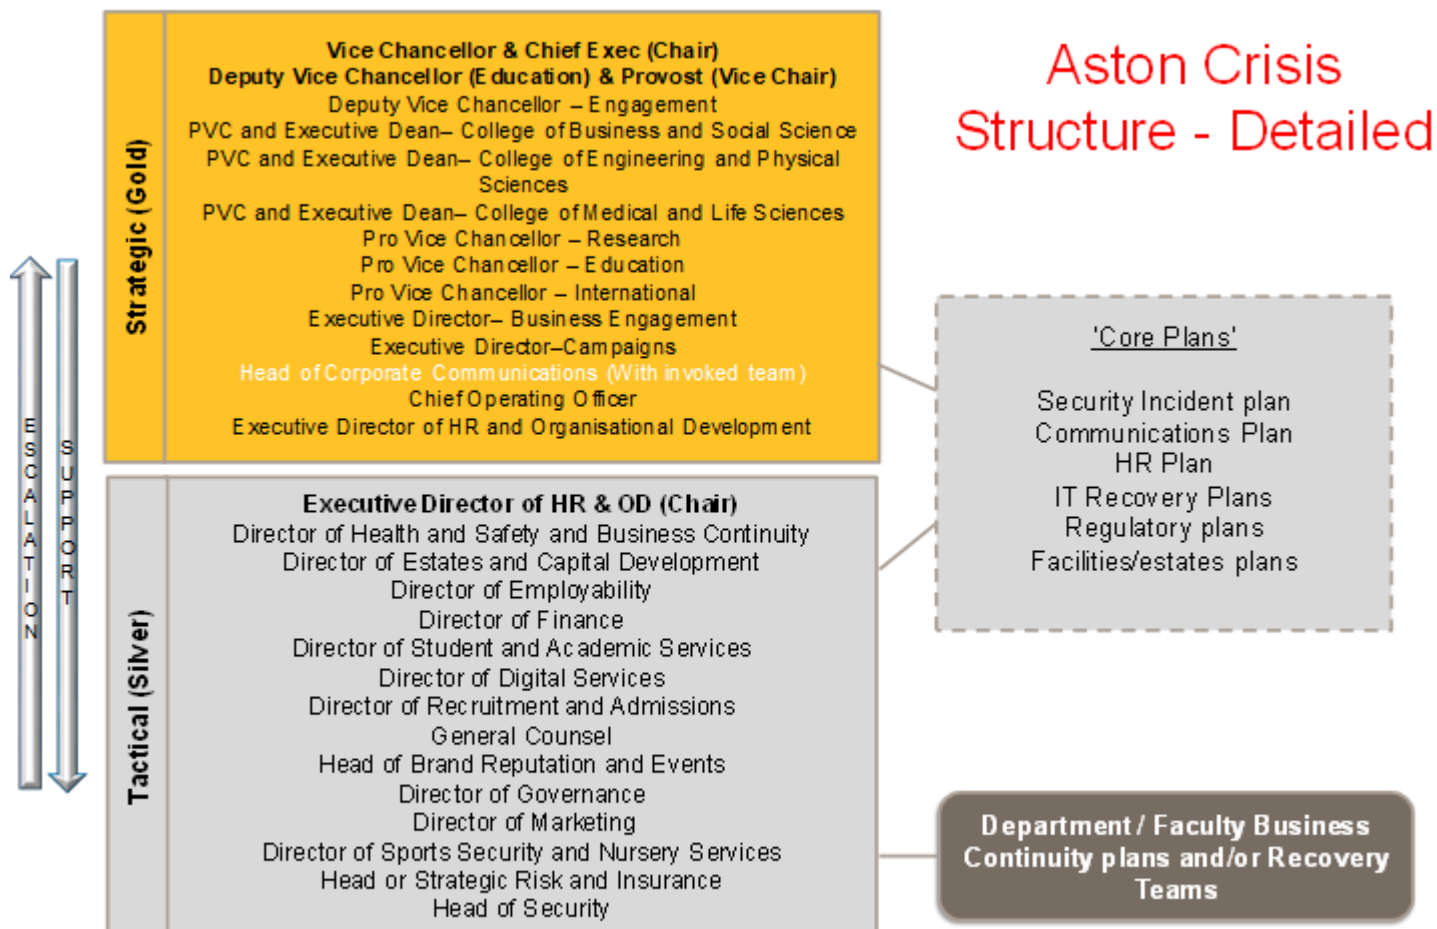 Aston Crisis
Structure - Detailed
Strategic (Gold)
Vice Chancellor & Chief Exec (Chair)
Deputy Vice Chancellor (Education) & Provost (Vice Chair)
Deputy Vice Chancellor – Engagement
PVC and Executive Dean– College of Business and Social Science
PVC and Executive Dean– College of Engineering and Physical
Sciences
PVC and Executive Dean– College of Medical and Life Sciences
Pro Vice Chancellor – Research
Pro Vice Chancellor – Education
Pro Vice Chancellor – International
Executive Director– Business Engagement
Executive Director–Campaigns
Head of Corporate Communications (With invoked team)
Chief Operating Officer
Executive Director of HR and Organisational Development
ESCALATION
SUPPORT
Tactical (Silver)
Executive Director of HR & OD (Chair)
Director of Health and Safety and Business Continuity
Director of Estates and Capital Development
Director of Employability
Director of Finance
Director of Student and Academic Services
Director of Digital Services
Director of Recruitment and Admissions
General Counsel
Head of Brand Reputation and Events
Director of Governance
Director of Marketing
Director of Sports Security and Nursery Services
Head or Strategic Risk and Insurance
Head of Security
'Core Plans'
Security Incident plan
Communications Plan
HR Plan
IT Recovery Plans
Regulatory plans
Facilities/estates plans
Department / Faculty Business
Continuity plans and/or Recovery
Teams